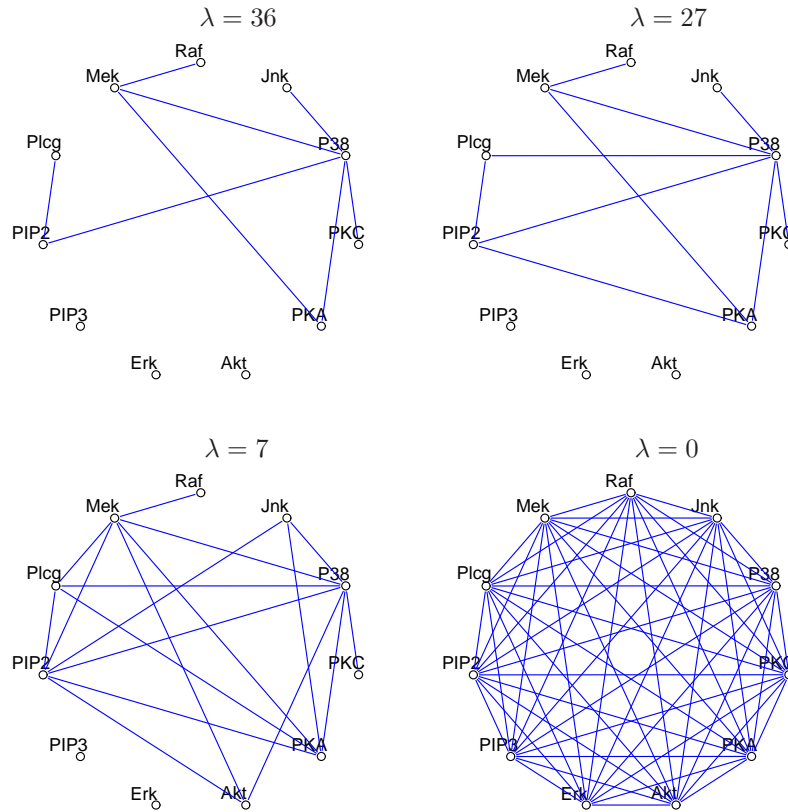 λ = 36
Raf
Mek
Jnk
P38
Plcg
PIP2
PKC
PIP3
PKA
Erk
Akt
λ = 27
Raf
Mek
Jnk
P38
Plcg
PIP2
PKC
PIP3
PKA
Erk
Akt
λ = 7
Raf
Mek
Jnk
P38
Plcg
PIP2
PKC
PIP3
PKA
Erk
Akt
λ = 0
Raf
Mek
Jnk
P38
Plcg
PIP2
PKC
PIP3
PKA
Erk
Akt